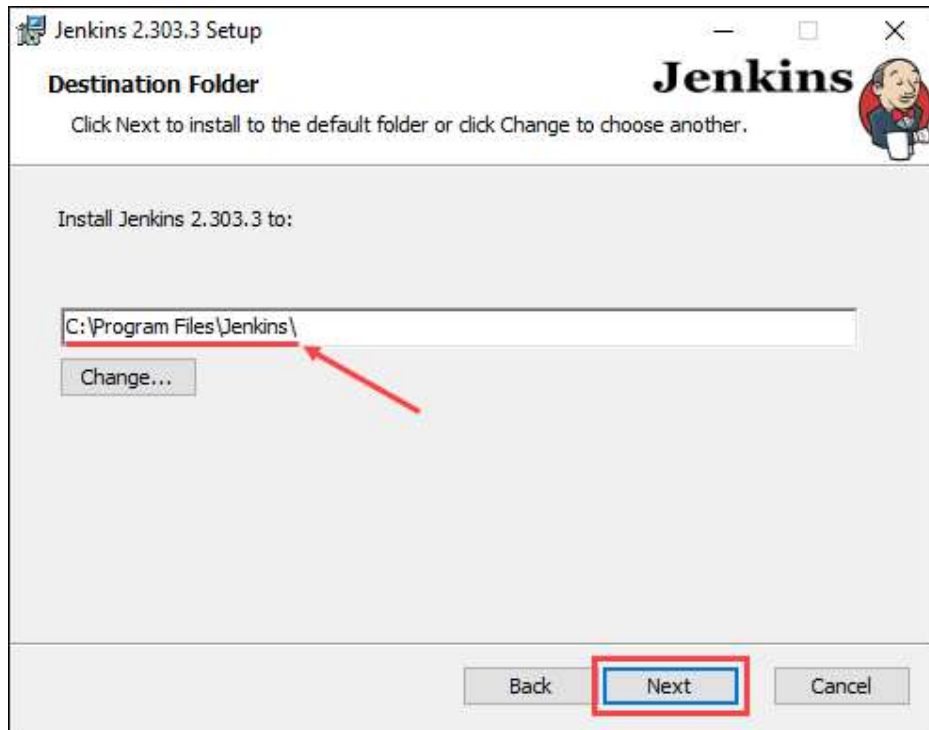 Jenkins 2.303.3 Setup
Destination Folder
Jenkins
Click Next to install to the default folder or click Change to choose another.
Install Jenkins 2.303.3 to:
C:\Program Files\Jenkins\
Change...
Back
Next
Cancel